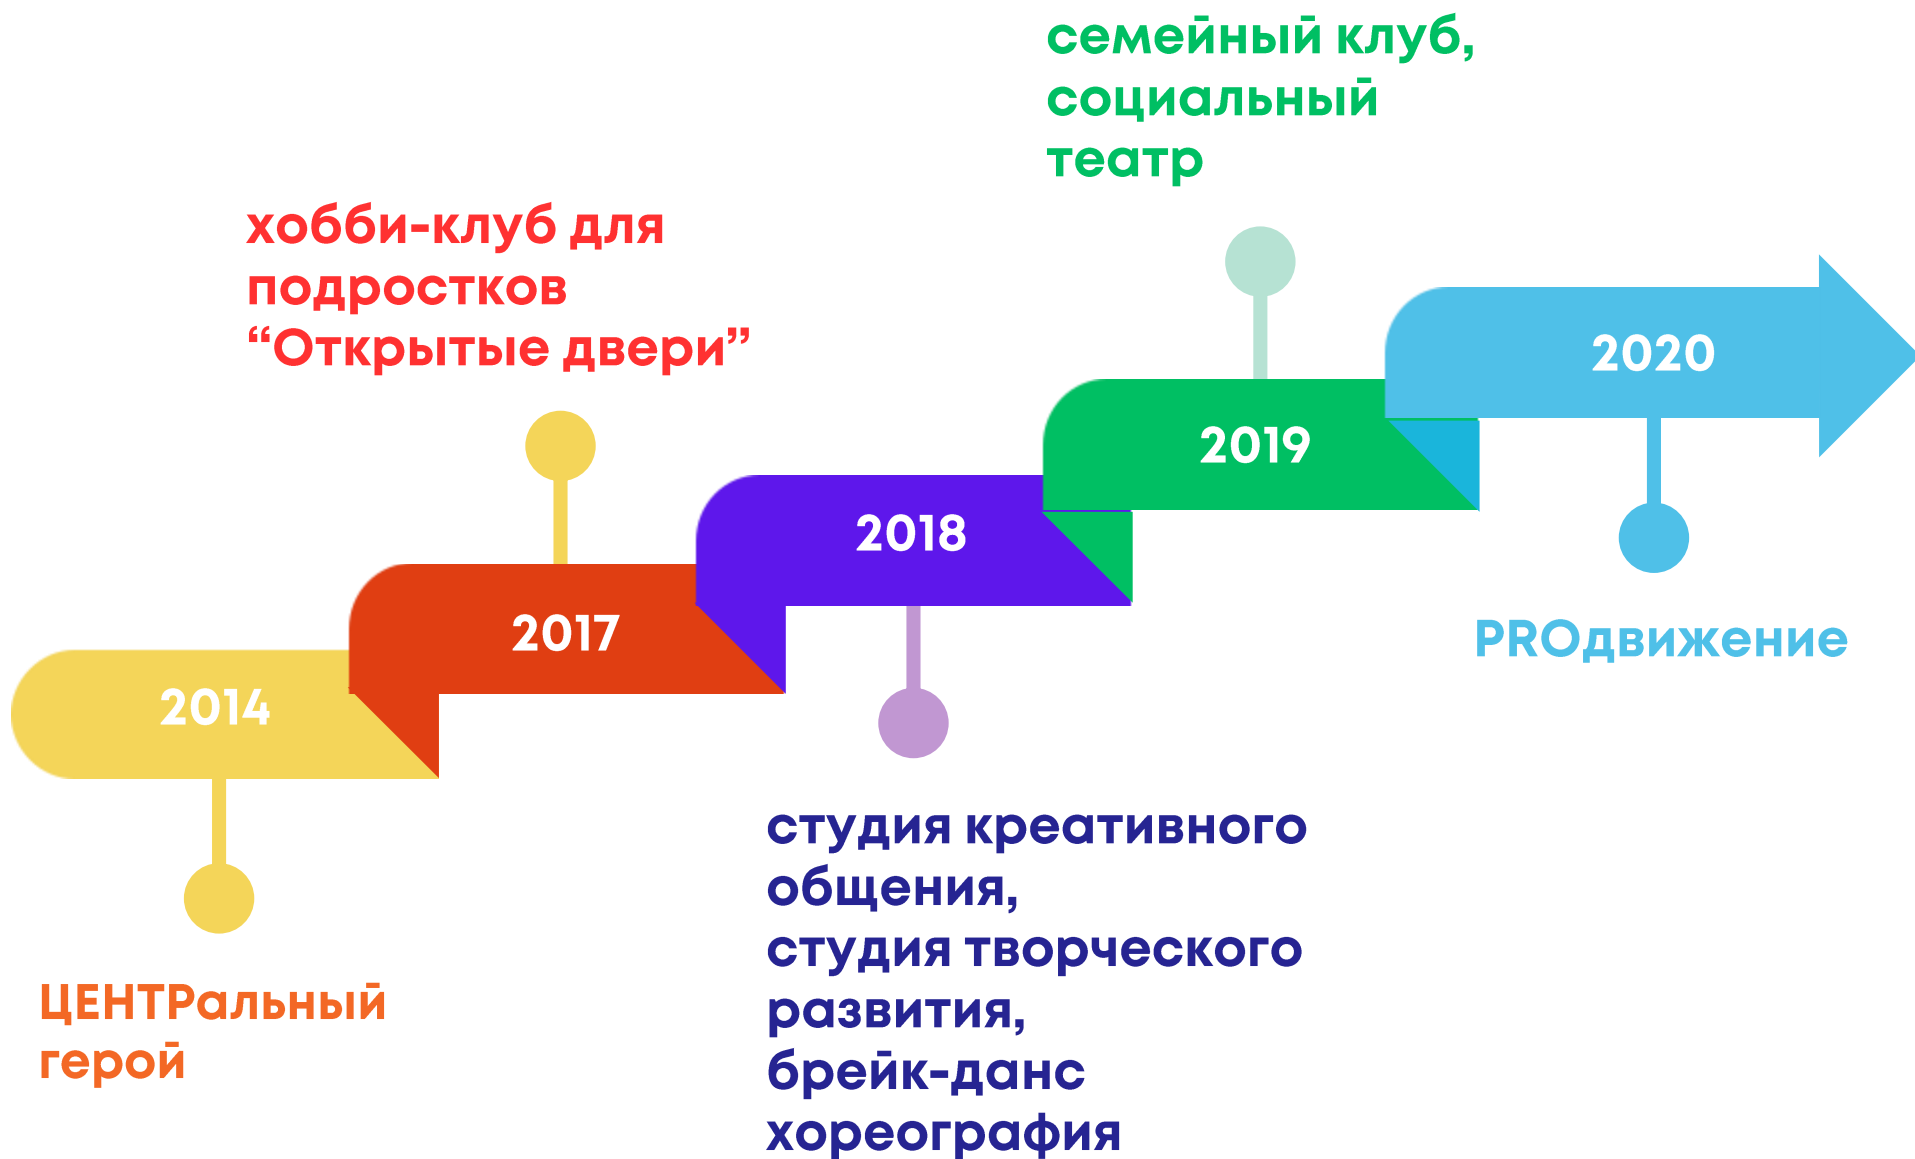 семейный клуб,
социальный
театр
хобби-клуб для
подростков
“Открытые двери”
2020
2019
2018
2017
2014
PROдвижение
студия креативного
общения,
студия творческого
развития,
брейк-данс
хореография
ЦЕНТРальный
герой